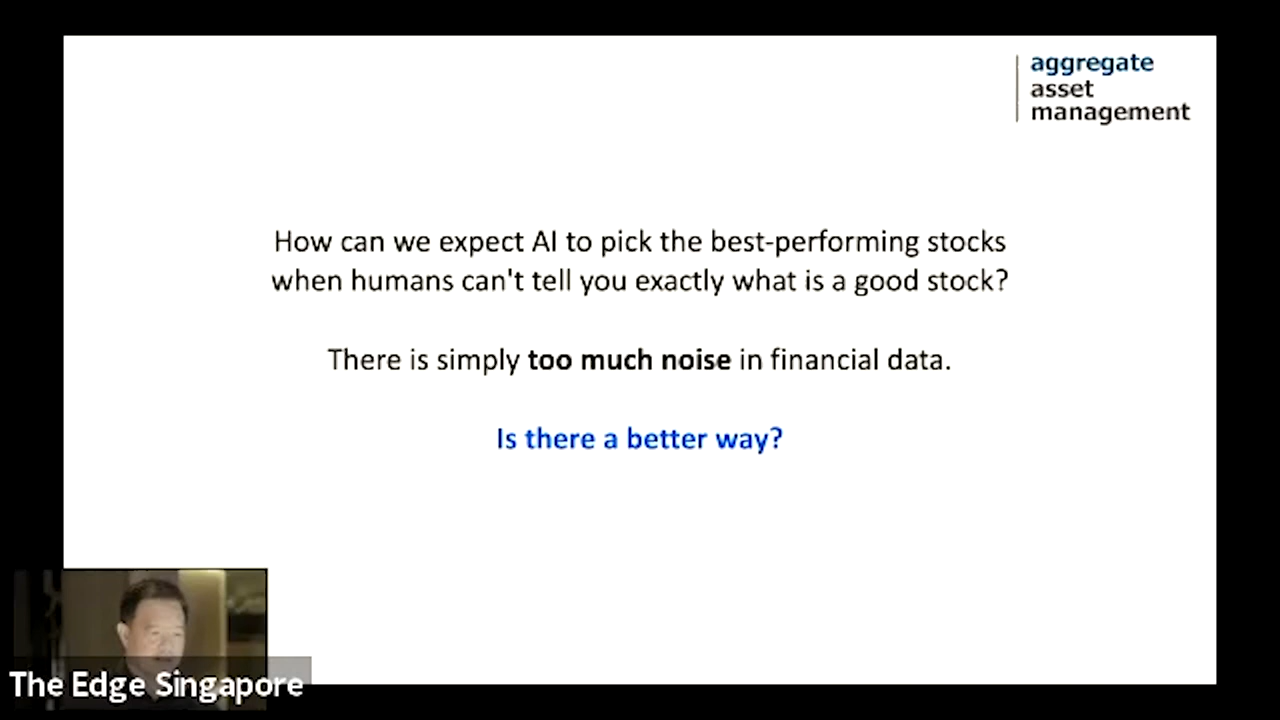 aggregate
asset
management
How can we expect AI to pick the best-performing stocks
when humans can't tell you exactly what is a good stock?
There is simply too much noise in financial data.
Is there a better way?
The Edge Singapore